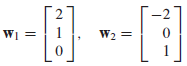 w₁ = [2 1 0], w₂ = [−2 0 1].